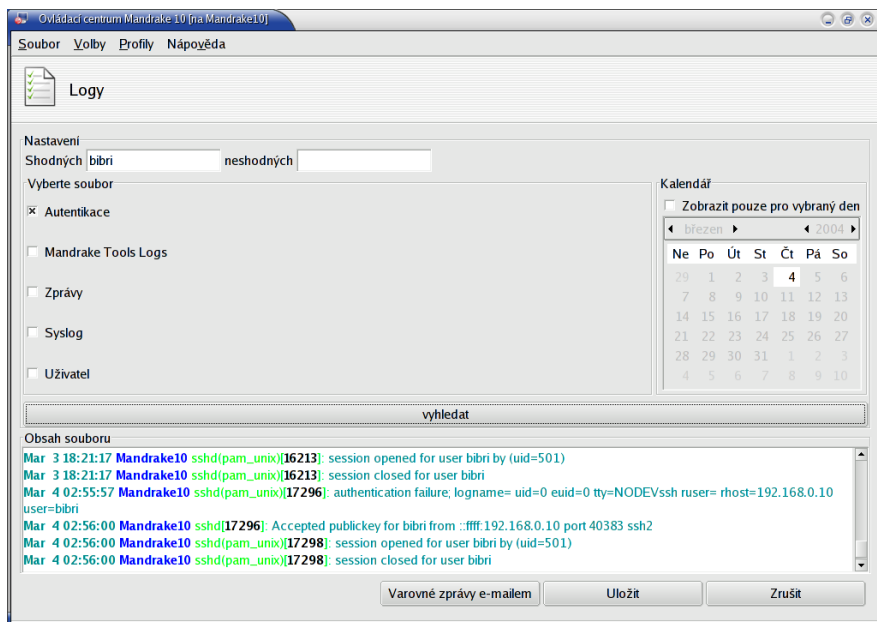 Ovládací centrum Mandrake 10 [na Mandrake10]
Soubor Volby Profily Nápověda
Logy
Nastavení
Shodných bibri neshodných
Vyberte soubor
Autentikace
Mandrake Tools Logs
Zprávy
Syslog
Uživatel
Kalendář
Zobrazit pouze pro vybraný den
březen 2004
Ne Po Út St Čt Pá So
29 1 2 3 4 5 6
7 8 9 10 11 12 13
14 15 16 17 18 19 20
21 22 23 24 25 26 27
28 29 30 31 1 2 3
4 5 6 7 8 9 10
vyhledat
Obsah souboru
Mar 3 18:21:17 Mandrake10 sshd(pam_unix)[16213]: session opened for user bibri by (uid=501)
Mar 3 18:21:17 Mandrake10 sshd(pam_unix)[16213]: session closed for user bibri
Mar 4 02:55:57 Mandrake10 sshd(pam_unix)[17296]: authentication failure; logname= uid=0 euid=0 tty=NODEVssh ruser= rhost=192.168.0.10
user=bibri
Mar 4 02:56:00 Mandrake10 sshd[17296]: Accepted publickey for bibri from ::ffff:192.168.0.10 port 40383 ssh2
Mar 4 02:56:00 Mandrake10 sshd(pam_unix)[17298]: session opened for user bibri by (uid=501)
Mar 4 02:56:00 Mandrake10 sshd(pam_unix)[17298]: session closed for user bibri
Varovné zprávy e-mailem Uložit Zrušit